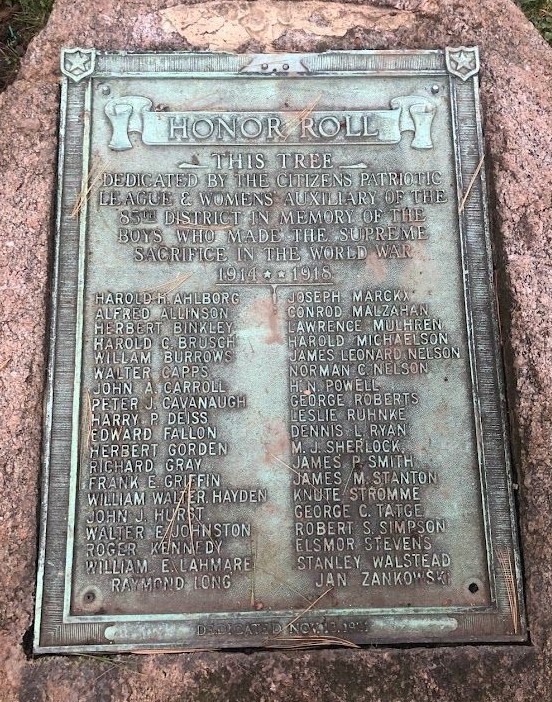 HONOR ROLL
THIS TREE
DEDICATED BY THE CITIZENS PATRIOTIC
LEAGUE & WOMENS AUXILIARY OF THE
83RD DISTRICT IN MEMORY OF THE
BOYS WHO MADE THE SUPREME
SACRIFICE IN THE WORLD WAR
1914 ★★ 1918
HAROLD H. AHLBORG
ALFRED ALLINSON
HERBERT BINKLEY
HAROLD C. BRUSCH
WILLAM BURROWS
WALTER CAPPS
JOHN A. CARROLL
PETER J. CAVANAUGH
HARRY P. DEISS
EDWARD FALLON
HERBERT GORDEN
RICHARD GRAY
FRANK E. GRIFFIN
WILLIAM WALTER HAYDEN
JOHN J. HURST
WALTER E. JOHNSTON
ROGER KENNEDY
WILLIAM E. LAHMARE
RAYMOND LONG
JOSEPH MARCKX
CONROD MALZAHAN
LAWRENCE MULHREN
HAROLD MICHAELSON
JAMES LEONARD NELSON
NORMAN C. NELSON
H. N. POWELL
GEORGE ROBERTS
LESLIE RUHNKE
DENNIS L. RYAN
M. J. SHERLOCK,
JAMES P. SMITH
JAMES M. STANTON
KNUTE STROMME
GEORGE C. TATGE
ROBERT S. SIMPSON
ELSMOR STEVENS
STANLEY WALSTEAD
JAN ZANKOWSKI
DEDICATED NOV.